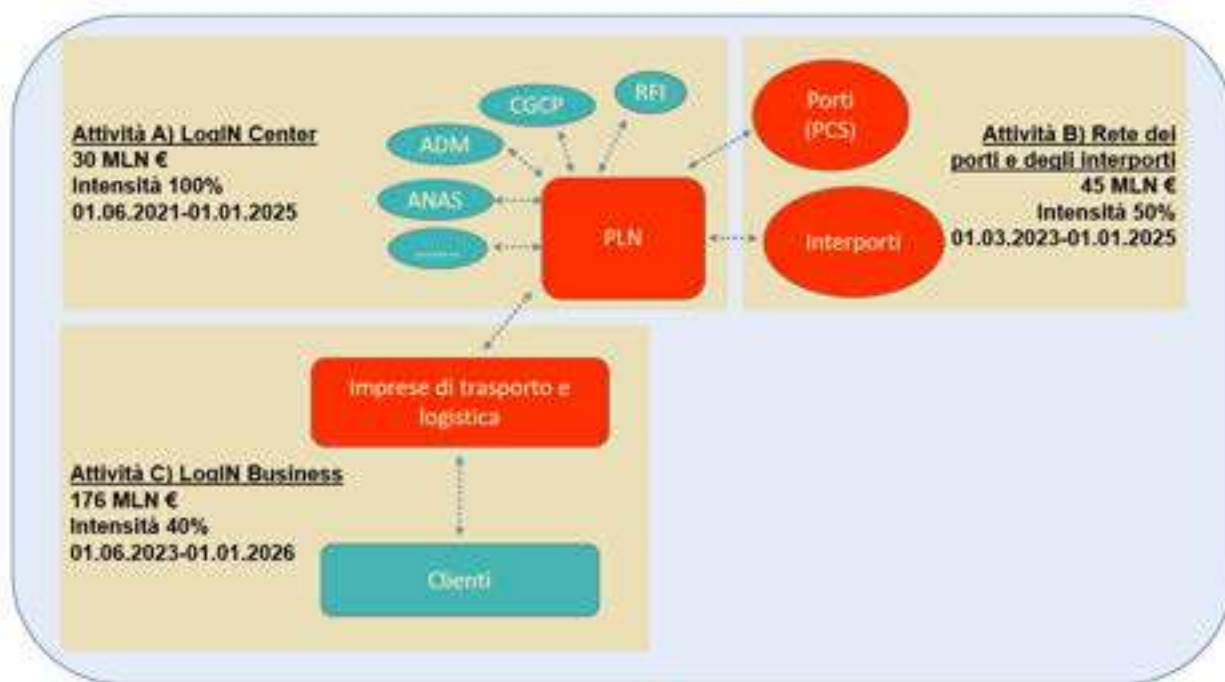 Attività A) LogIN Center
30 MLN €
Intensità 100%
01.06.2021-01.01.2025
CGCP
RFI
ADM
ANAS
..........
PLN
Porti
(PCS)
Interporti
Attività B) Rete dei
porti e degli interporti
45 MLN €
Intensità 50%
01.03.2023-01.01.2025
Imprese di trasporto e
logistica
Attività C) LogIN Business
176 MLN €
Intensità 40%
01.06.2023-01.01.2026
Clienti